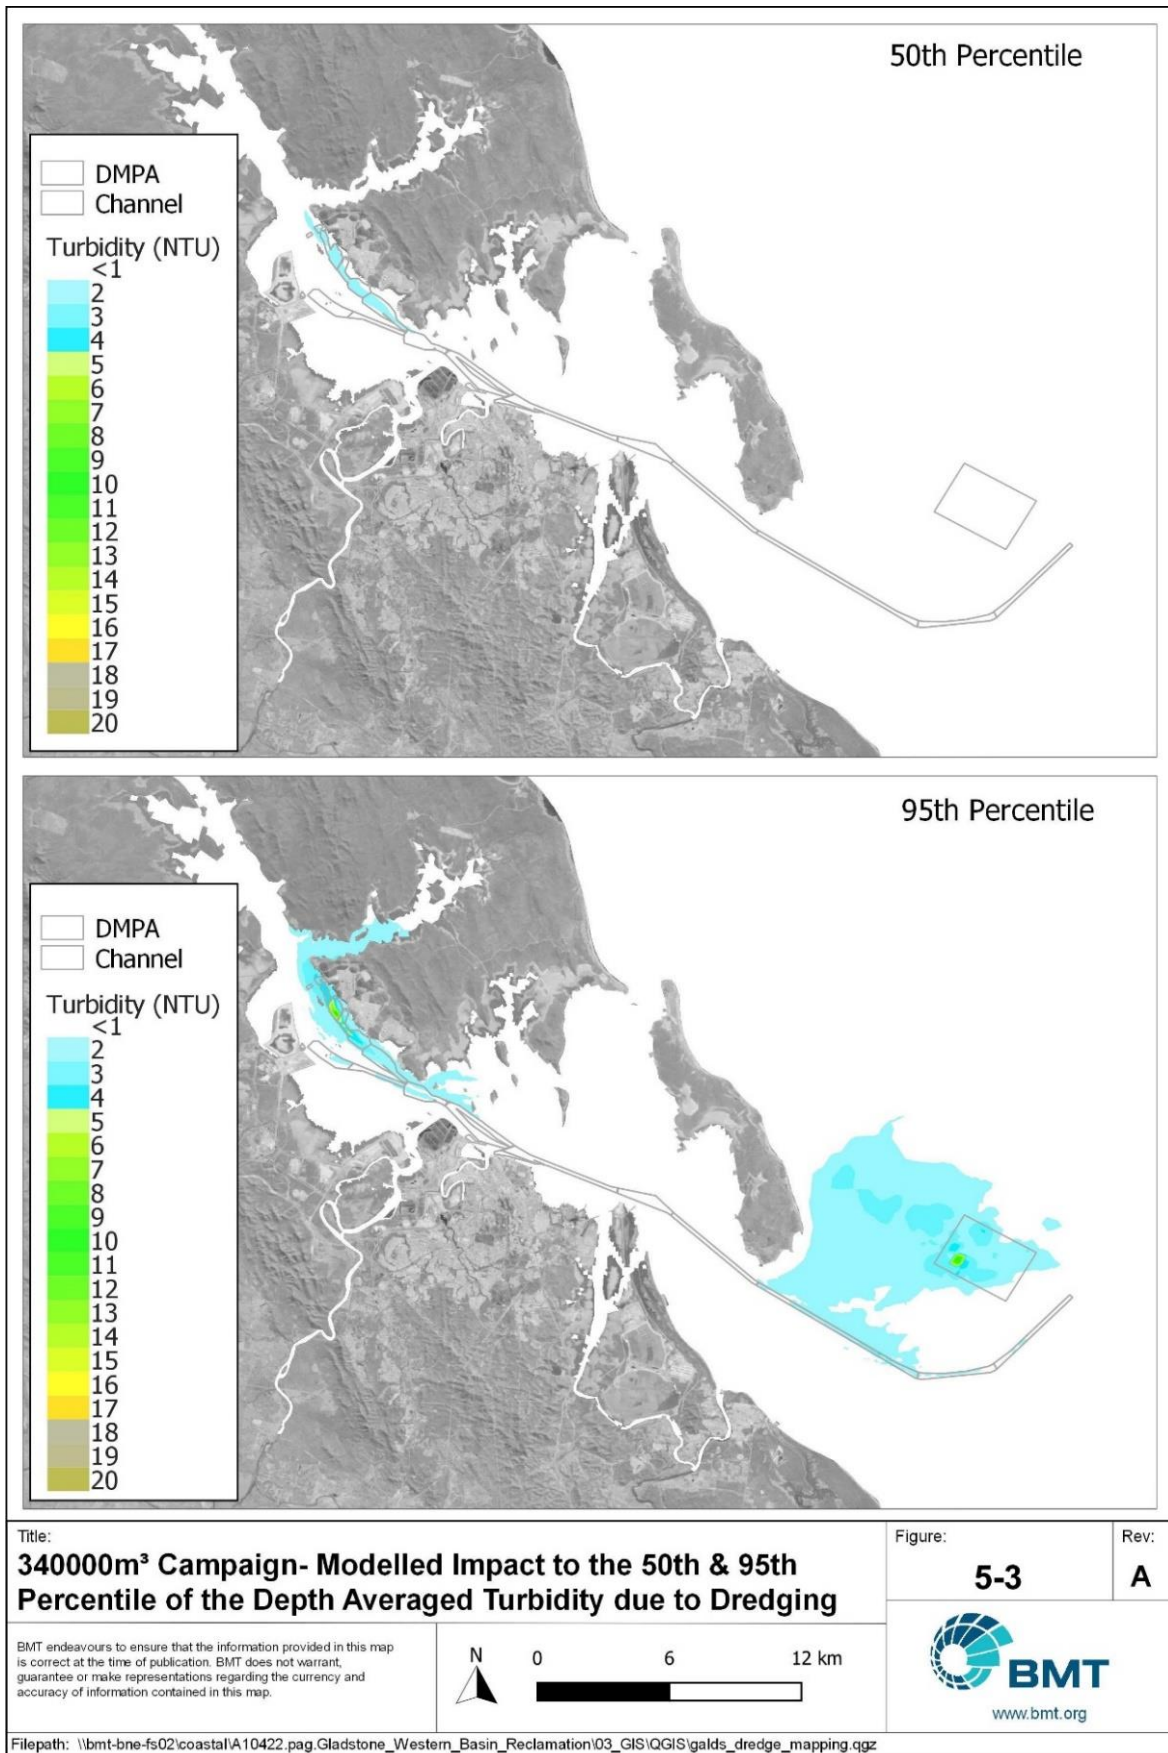 50th Percentile
DMPA
Channel
Turbidity (NTU)
<1
2
3
4
5
6
7
8
9
10
11
12
13
14
15
16
17
18
19
20
95th Percentile
DMPA
Channel
Turbidity (NTU)
<1
2
3
4
5
6
7
8
9
10
11
12
13
14
15
16
17
18
19
20
Title:
340000m³ Campaign- Modelled Impact to the 50th & 95th
Percentile of the Depth Averaged Turbidity due to Dredging
Figure:
5-3
Rev:
A
BMT endeavours to ensure that the information provided in this map
is correct at the time of publication. BMT does not warrant,
guarantee or make representations regarding the currency and
accuracy of information contained in this map.
N
0 6 12 km
BMT
www.bmt.org
Filepath: \\bmt-bne-fs02\coastal\A10422.pag.Gladstone_Western_Basin_Reclamation\03_GIS\QGIS\galds_dredge_mapping.qgz